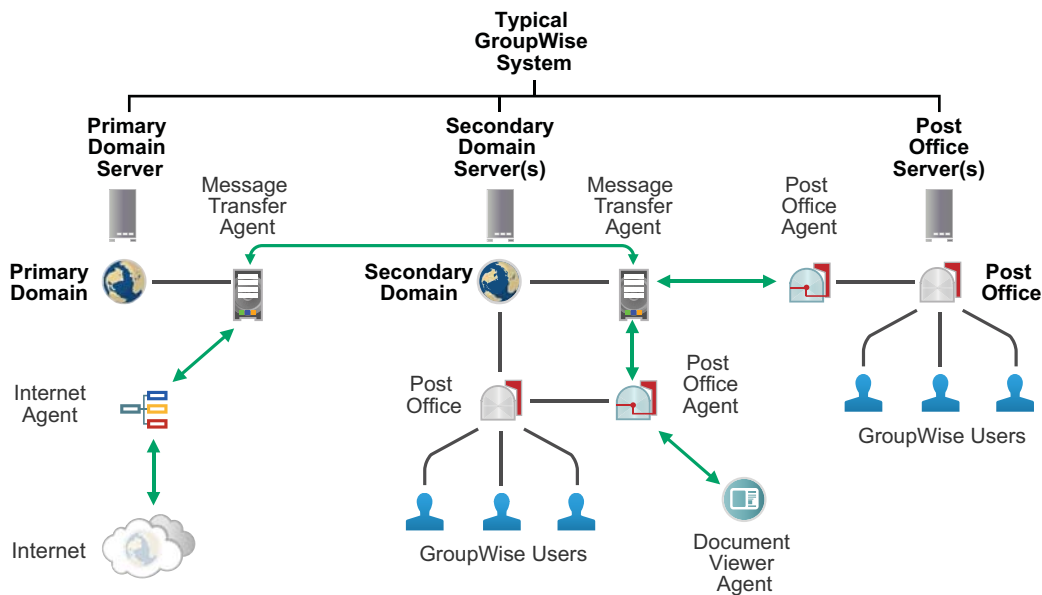 Typical
GroupWise
System
Primary
Domain
Server
Secondary
Domain
Server(s)
Post
Office
Server(s)
Message
Transfer
Agent
Message
Transfer
Agent
Post
Office
Agent
Primary
Domain
Secondary
Domain
Post
Office
Internet
Agent
Post
Office
Post
Office
Agent
GroupWise Users
Internet
GroupWise Users
Document
Viewer
Agent